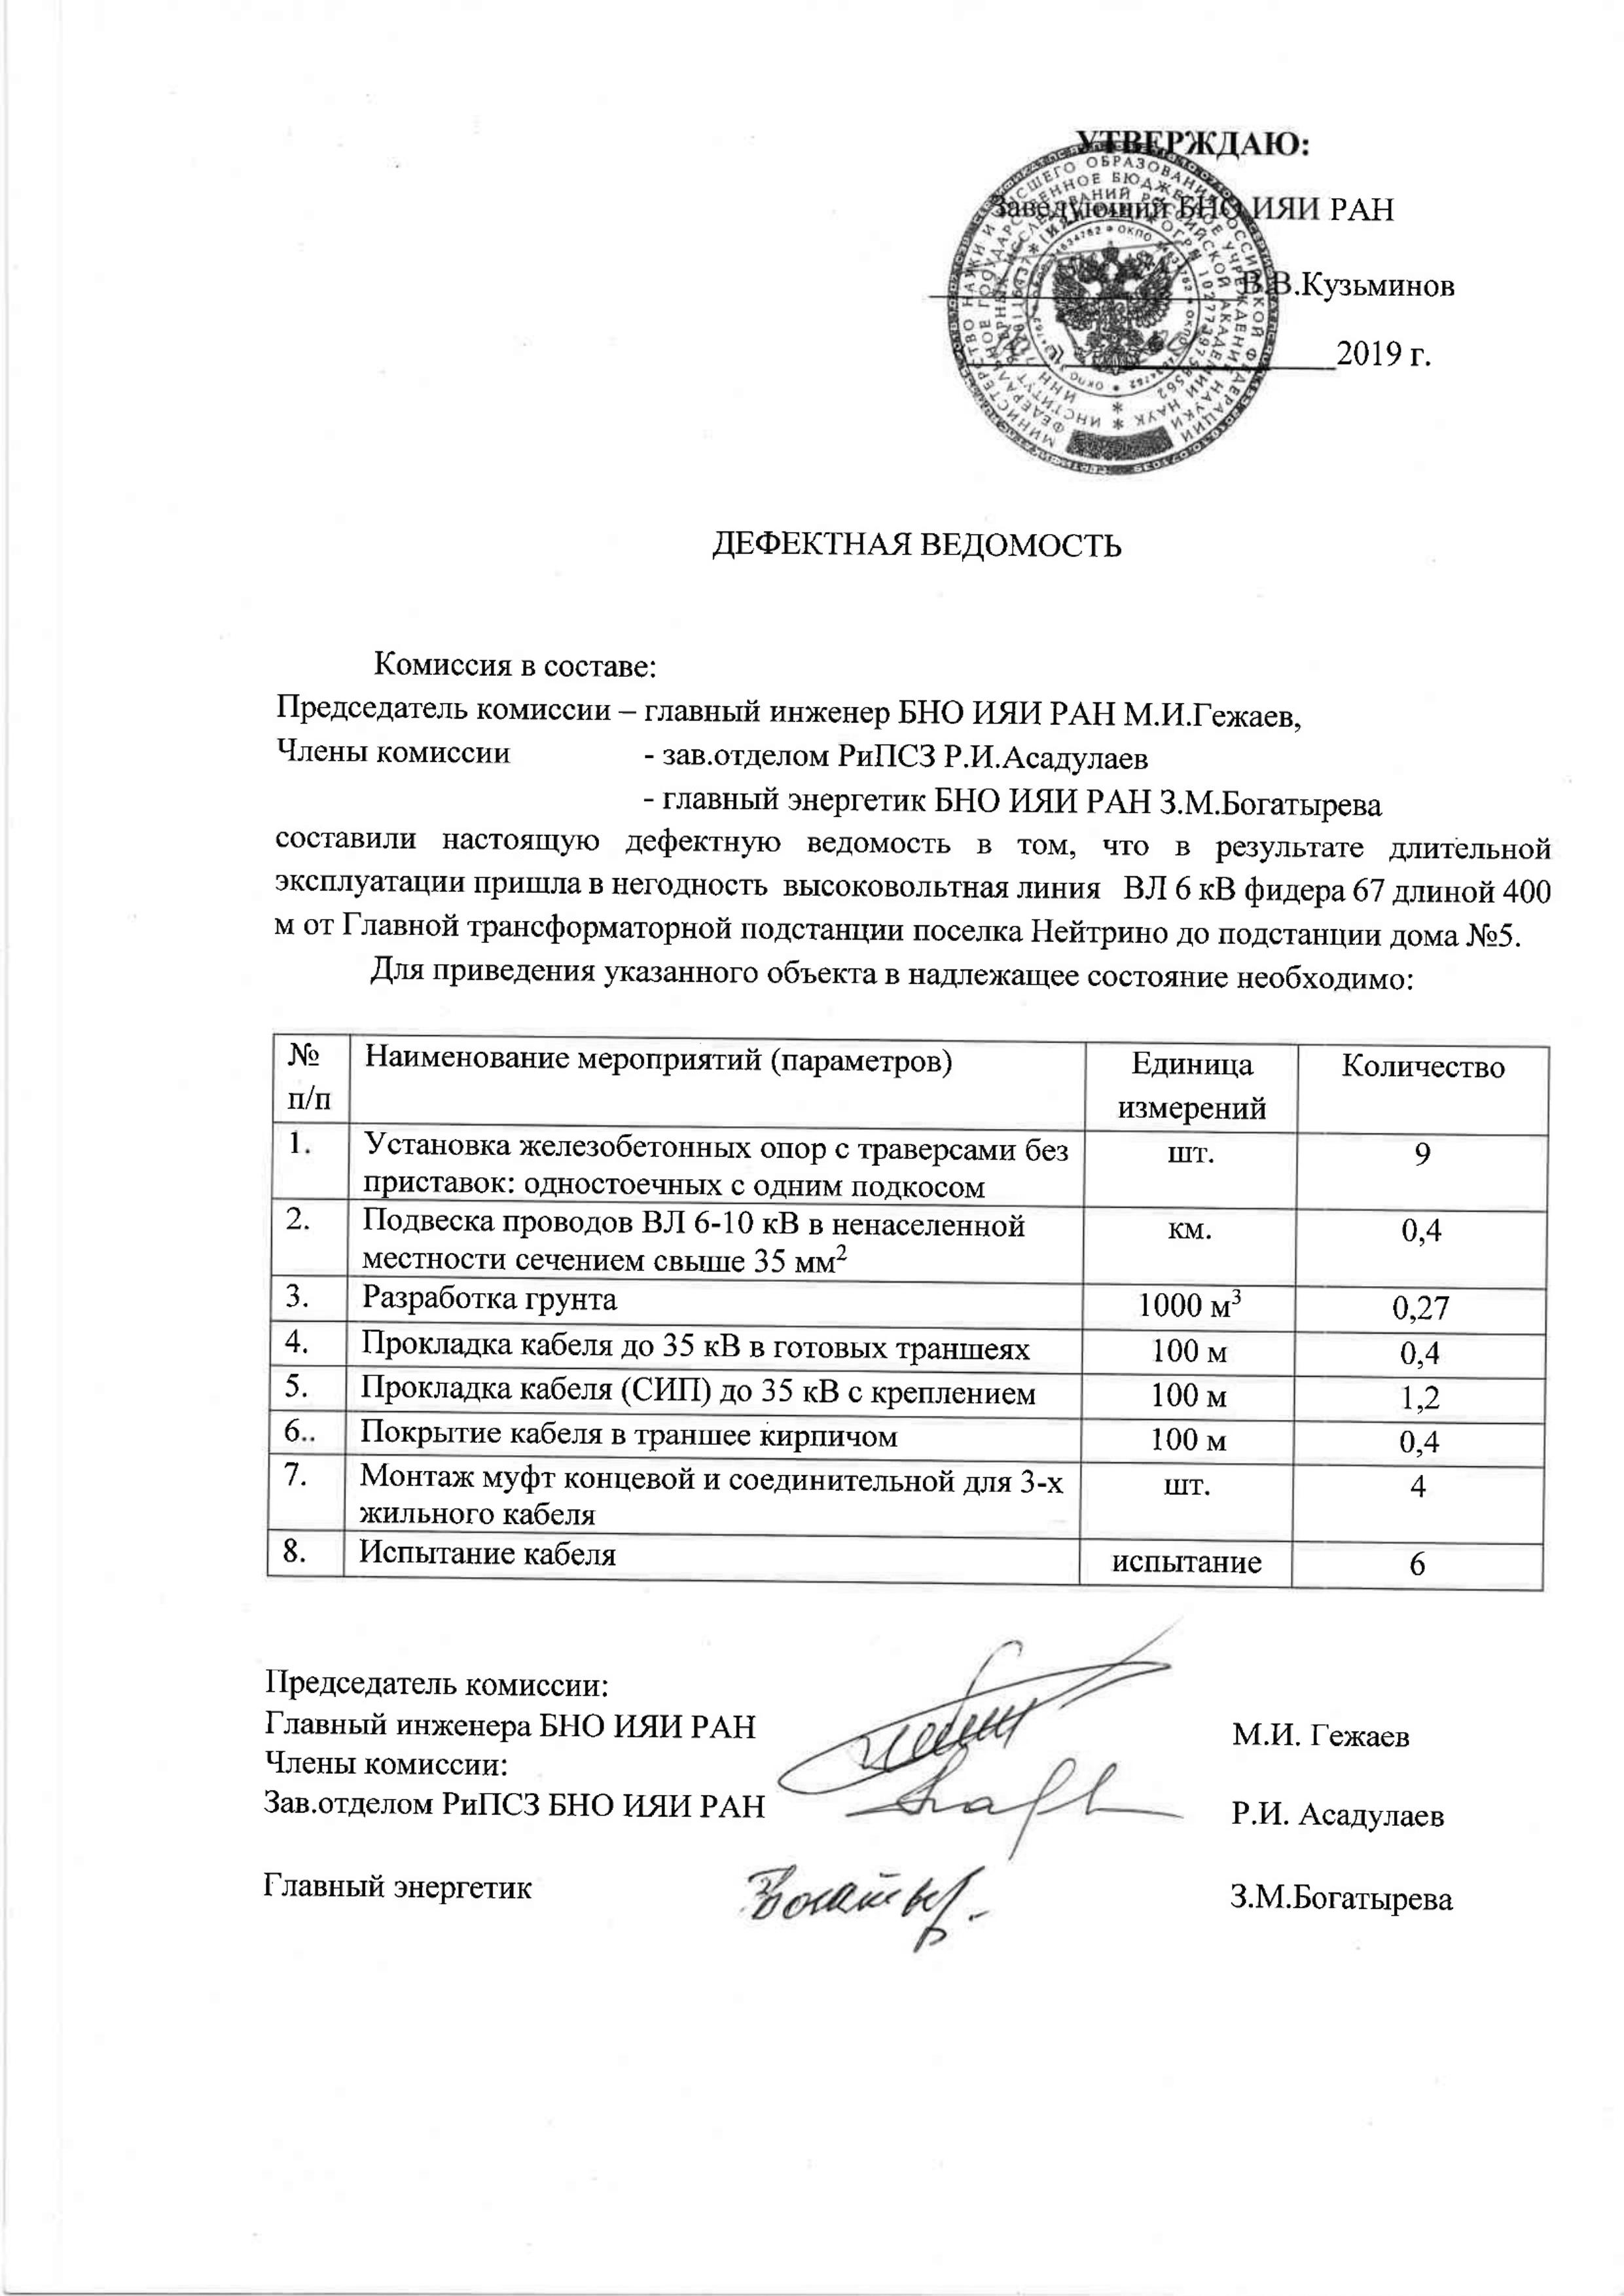 УТВЕРЖДАЮ:
Заведующий БНО ИЯИ РАН
В.В.Кузьминов
2019 г.
ДЕФЕКТНАЯ ВЕДОМОСТЬ
Комиссия в составе:
Председатель комиссии – главный инженер БНО ИЯИ РАН М.И.Гежаев,
Члены комиссии - зав.отделом РиПСЗ Р.И.Асадулаев
- главный энергетик БНО ИЯИ РАН З.М.Богатырева
составили настоящую дефектную ведомость в том, что в результате длительной
эксплуатации пришла в негодность высоковольтная линия ВЛ 6 кВ фидера 67 длиной 400
м от Главной трансформаторной подстанции поселка Нейтрино до подстанции дома №5.
Для приведения указанного объекта в надлежащее состояние необходимо:
№ п/п Наименование мероприятий (параметров) Единица измерений Количество
1. Установка железобетонных опор с траверсами без шт. 9
приставок: одностоечных с одним подкосом
2. Подвеска проводов ВЛ 6-10 кВ в ненаселенной км. 0,4
местности сечением свыше 35 мм²
3. Разработка грунта 1000 м³ 0,27
4. Прокладка кабеля до 35 кВ в готовых траншеях 100 м 0,4
5. Прокладка кабеля (СИП) до 35 кВ с креплением 100 м 1,2
6.. Покрытие кабеля в траншее кирпичом 100 м 0,4
7. Монтаж муфт концевой и соединительной для 3-х шт. 4
жильного кабеля
8. Испытание кабеля испытание 6
Председатель комиссии:
Главный инженера БНО ИЯИ РАН М.И. Гежаев
Члены комиссии:
Зав.отделом РиПСЗ БНО ИЯИ РАН Р.И. Асадулаев
Главный энергетик З.М.Богатырева